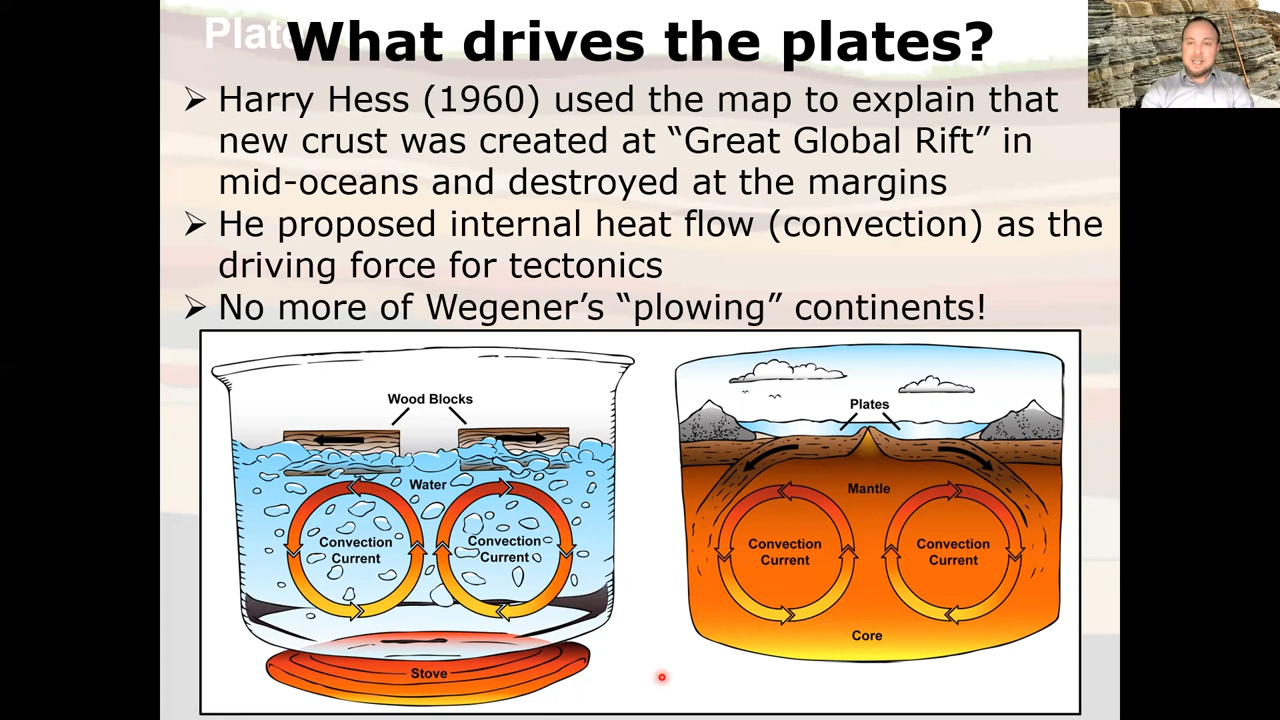 Plate
What drives the plates?
➢ Harry Hess (1960) used the map to explain that
new crust was created at “Great Global Rift” in
mid-oceans and destroyed at the margins
➢ He proposed internal heat flow (convection) as the
driving force for tectonics
➢ No more of Wegener’s “plowing” continents!
Wood Blocks
Water
Convection
Current
Convection
Current
Stove
Plates
Mantle
Convection
Current
Convection
Current
Core